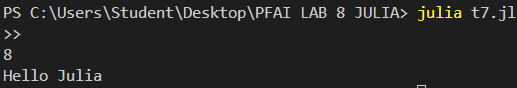 PS C:\Users\Student\Desktop\PFAI LAB 8 JULIA> julia t7.jl
>>
8
Hello Julia